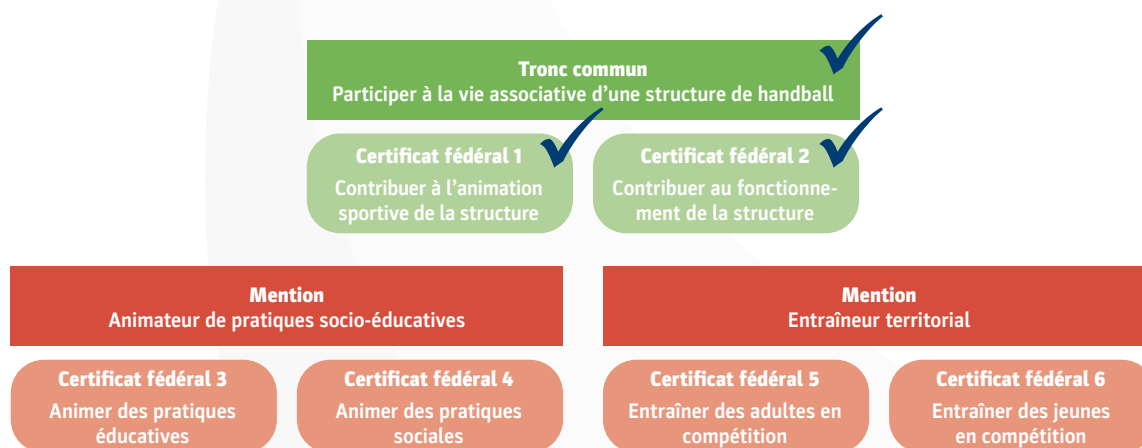 Tronc commun
Participer à la vie associative d’une structure de handball
Certificat fédéral 1
Contribuer à l’animation
sportive de la structure
Certificat fédéral 2
Contribuer au fonctionne-
ment de la structure
Mention
Animateur de pratiques socio-éducatives
Mention
Entraîneur territorial
Certificat fédéral 3
Animer des pratiques
éducatives
Certificat fédéral 4
Animer des pratiques
sociales
Certificat fédéral 5
Entraîner des adultes en
compétition
Certificat fédéral 6
Entraîner des jeunes
en compétition